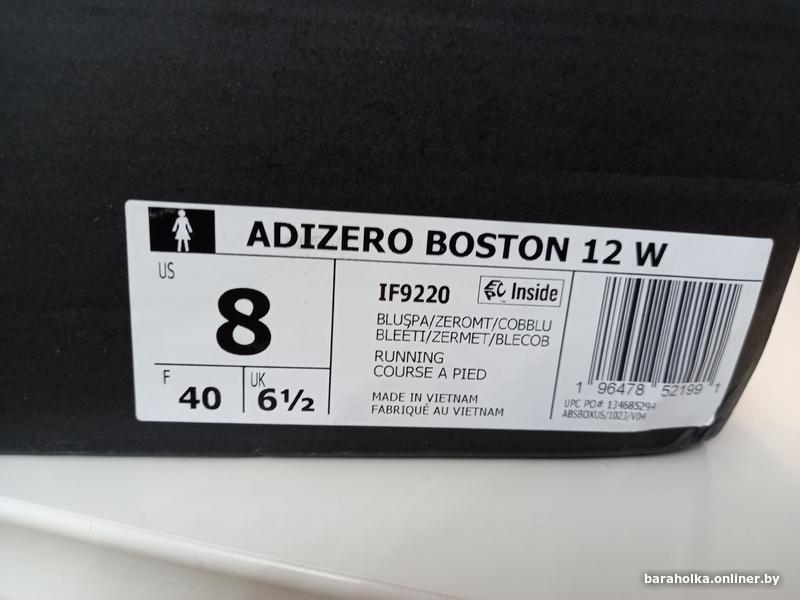 ADIZERO BOSTON 12 W
US
8
F
40
UK
6½
IF9220
EPC Inside
BLUSPA/ZEROMT/COBBLU
BLEETI/ZERMET/BLECOB
RUNNING
COURSE A PIED
MADE IN VIETNAM
FABRIQUÉ AU VIETNAM
1 96478 52199 1
UPC PO# 134685294
ABSBOXUS/1023/V04
baraholka.onliner.by